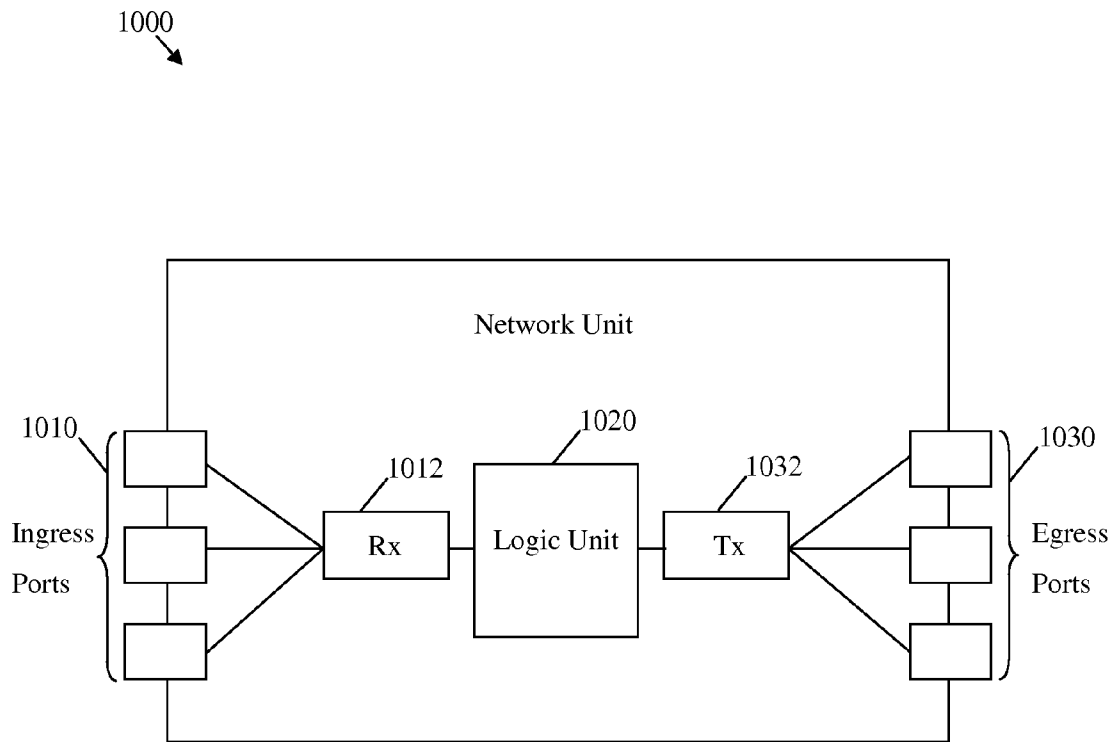 1000
Network Unit
1010
1012
1020
1032
1030
Ingress
Ports
Rx
Logic Unit
Tx
Egress
Ports